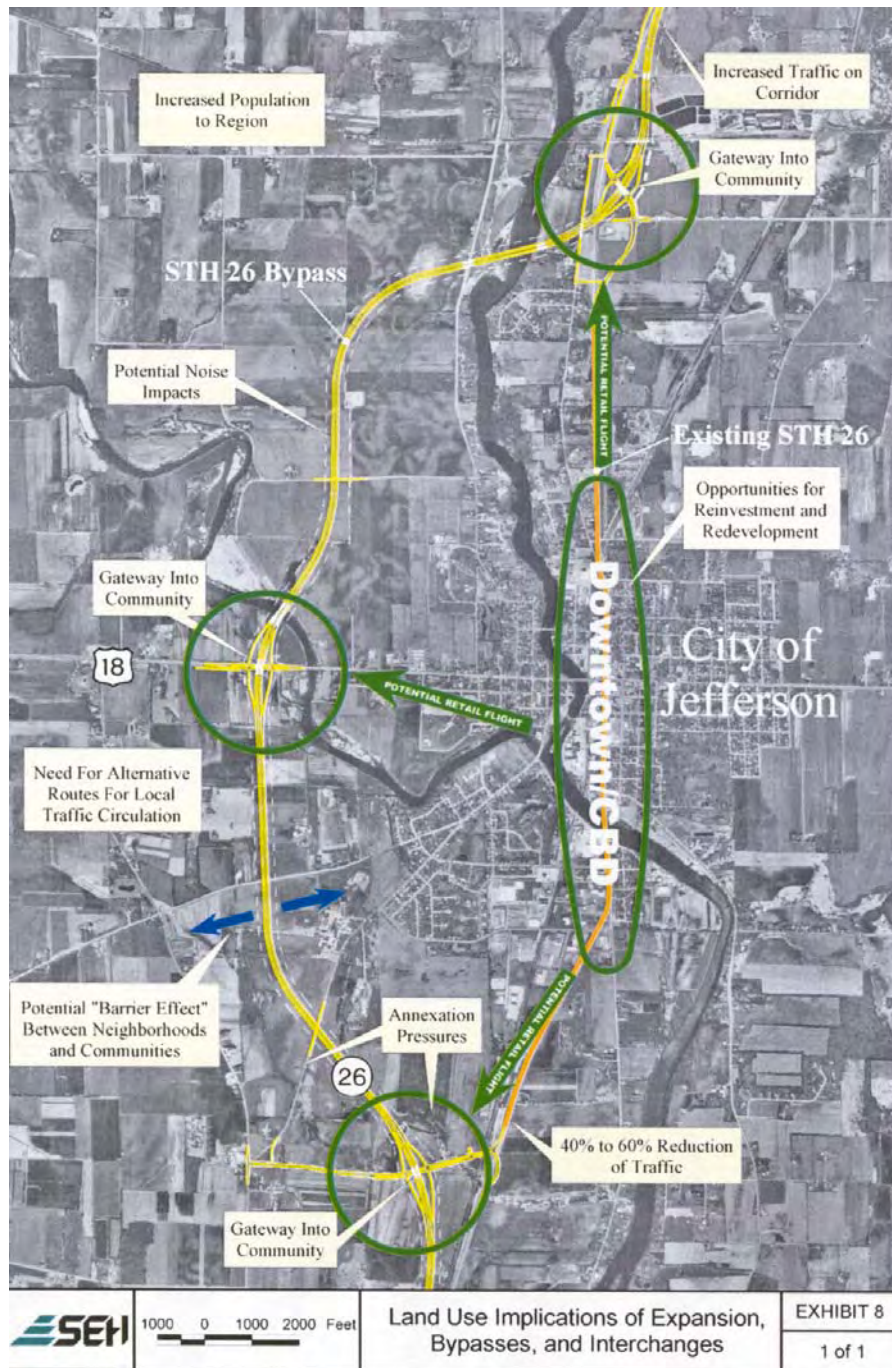 Increased Population
to Region
Increased Traffic on
Corridor
Gateway Into
Community
STH 26 Bypass
Potential Noise
Impacts
POTENTIAL RETAIL FLIGHT
Existing STH 26
Opportunities for
Reinvestment and
Redevelopment
Gateway Into
Community
18
POTENTIAL RETAIL FLIGHT
Downtown/CBD
City of
Jefferson
Need For Alternative
Routes For Local
Traffic Circulation
Potential "Barrier Effect"
Between Neighborhoods
and Communities
Annexation
Pressures
26
POTENTIAL RETAIL FLIGHT
40% to 60% Reduction
of Traffic
Gateway Into
Community
SEH
1000 0 1000 2000 Feet
Land Use Implications of Expansion,
Bypasses, and Interchanges
EXHIBIT 8
1 of 1